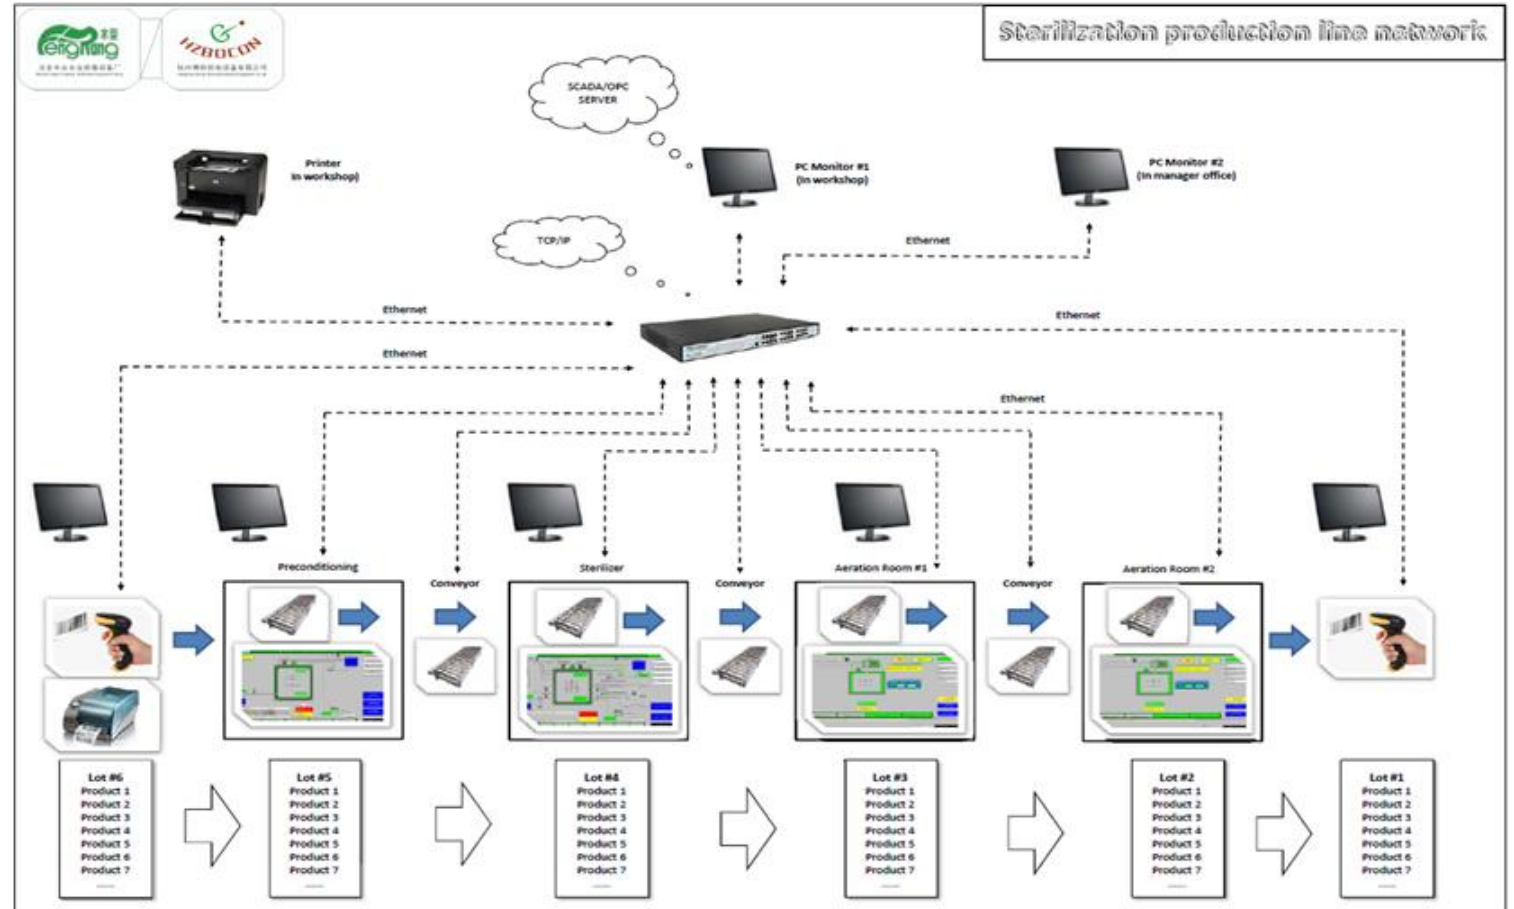 Sterilization production line network
HZBOCON
SCADA/OPC
SERVER
Printer
In workshop)
PC Monitor #1
(In workshop)
PC Monitor #2
(In manager office)
TCP/IP
Ethernet
Ethernet
Ethernet
Ethernet
Ethernet
Preconditioning
Conveyor
Sterilizer
Conveyor
Aeration Room #1
Conveyor
Aeration Room #2
Lot #6
Product 1
Product 2
Product 3
Product 4
Product 5
Product 6
Product 7
Lot #5
Product 1
Product 2
Product 3
Product 4
Product 5
Product 6
Product 7
Lot #4
Product 1
Product 2
Product 3
Product 4
Product 5
Product 6
Product 7
Lot #3
Product 1
Product 2
Product 3
Product 4
Product 5
Product 6
Product 7
Lot #2
Product 1
Product 2
Product 3
Product 4
Product 5
Product 6
Product 7
Lot #1
Product 1
Product 2
Product 3
Product 4
Product 5
Product 6
Product 7